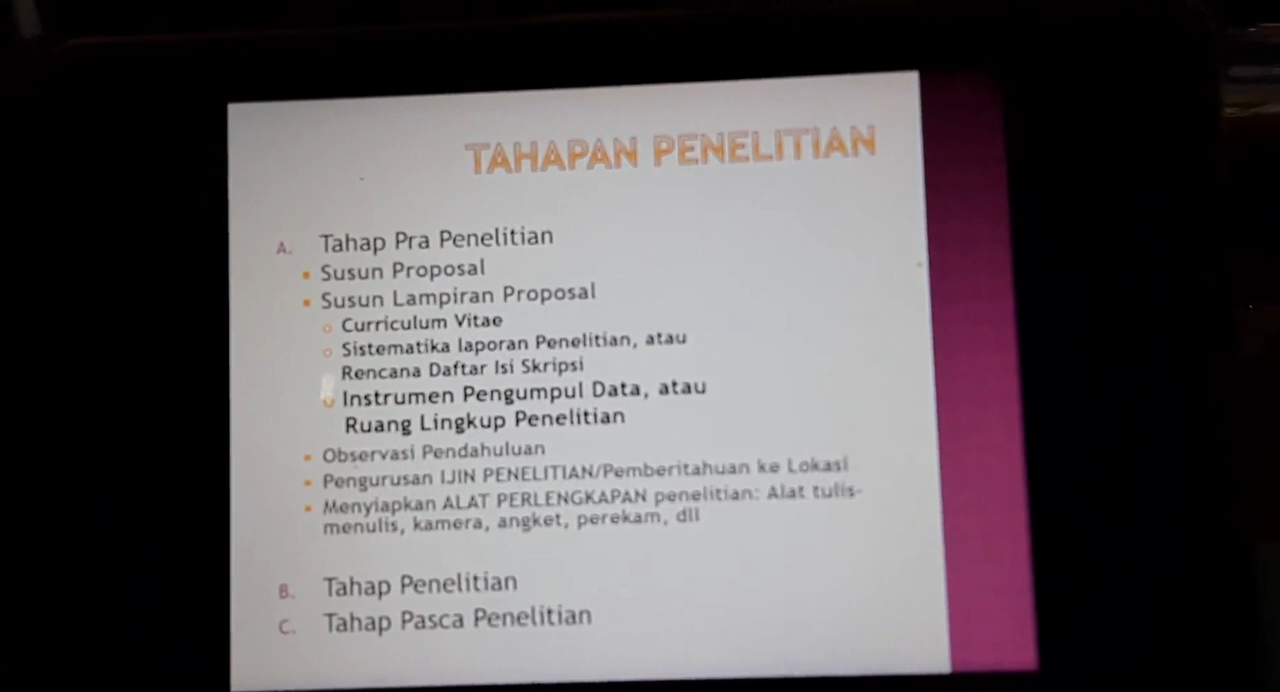 TAHAPAN PENELITIAN
A. Tahap Pra Penelitian
▪ Susun Proposal
▪ Susun Lampiran Proposal
o Curriculum Vitae
o Sistematika laporan Penelitian, atau
Rencana Daftar Isi Skripsi
o Instrumen Pengumpul Data, atau
Ruang Lingkup Penelitian
▪ Observasi Pendahuluan
▪ Pengurusan IJIN PENELITIAN/Pemberitahuan ke Lokasi
▪ Menyiapkan ALAT PERLENGKAPAN penelitian: Alat tulis-
menulis, kamera, angket, perekam, dll
B. Tahap Penelitian
C. Tahap Pasca Penelitian